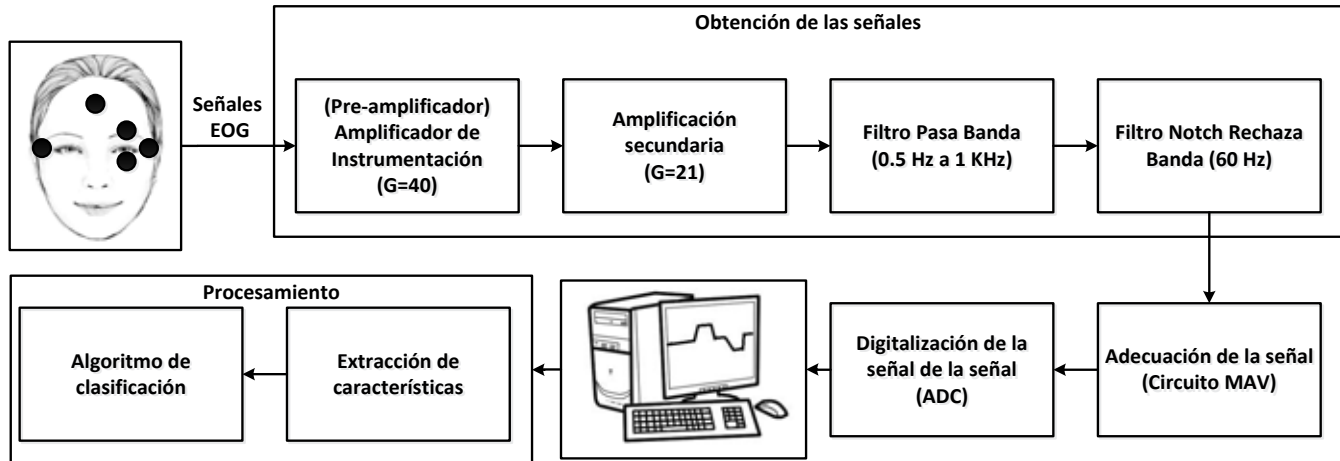 Obtención de las señales
Señales
EOG
(Pre-amplificador)
Amplificador de
Instrumentación
(G=40)
Amplificación
secundaria
(G=21)
Filtro Pasa Banda
(0.5 Hz a 1 KHz)
Filtro Notch Rechaza
Banda (60 Hz)
Adecuación de la señal
(Circuito MAV)
Digitalización de la
señal de la señal
(ADC)
Procesamiento
Extracción de
características
Algoritmo de
clasificación